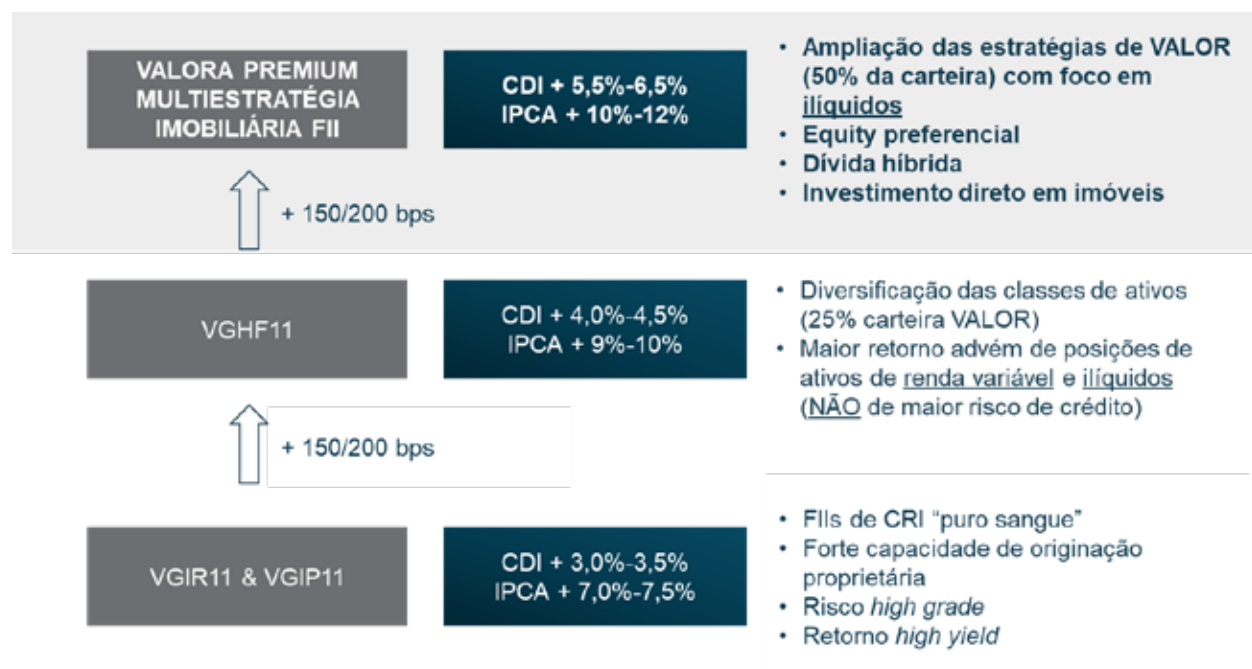 VALORA PREMIUM
MULTIESTRATÉGIA
IMOBILIÁRIA FII
CDI + 5,5%-6,5%
IPCA + 10%-12%
• Ampliação das estratégias de VALOR
(50% da carteira) com foco em
ilíquidos
• Equity preferencial
• Dívida híbrida
• Investimento direto em imóveis
+ 150/200 bps
VGHF11
CDI + 4,0%-4,5%
IPCA + 9%-10%
• Diversificação das classes de ativos
(25% carteira VALOR)
• Maior retorno advém de posições de
ativos de renda variável e ilíquidos
(NÃO de maior risco de crédito)
+ 150/200 bps
VGIR11 & VGIP11
CDI + 3,0%-3,5%
IPCA + 7,0%-7,5%
• FIIs de CRI “puro sangue”
• Forte capacidade de originação
proprietária
• Risco high grade
• Retorno high yield